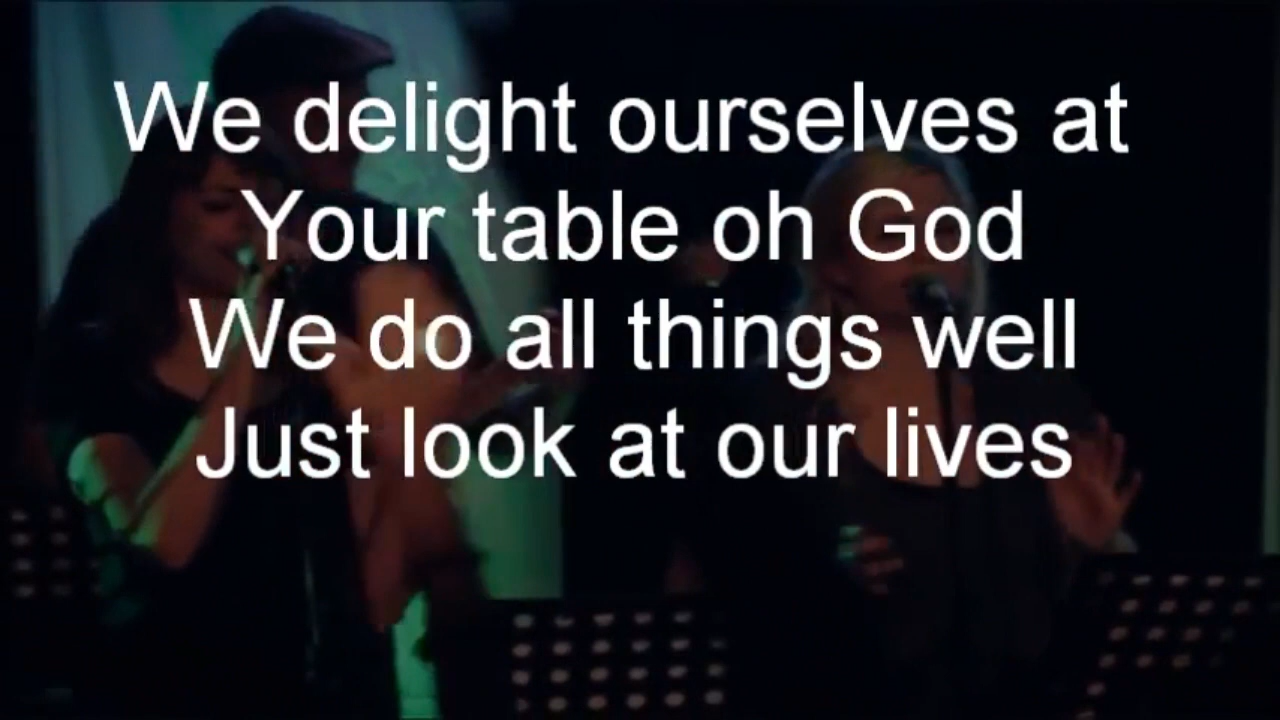 We delight ourselves at
Your table oh God
We do all things well
Just look at our lives